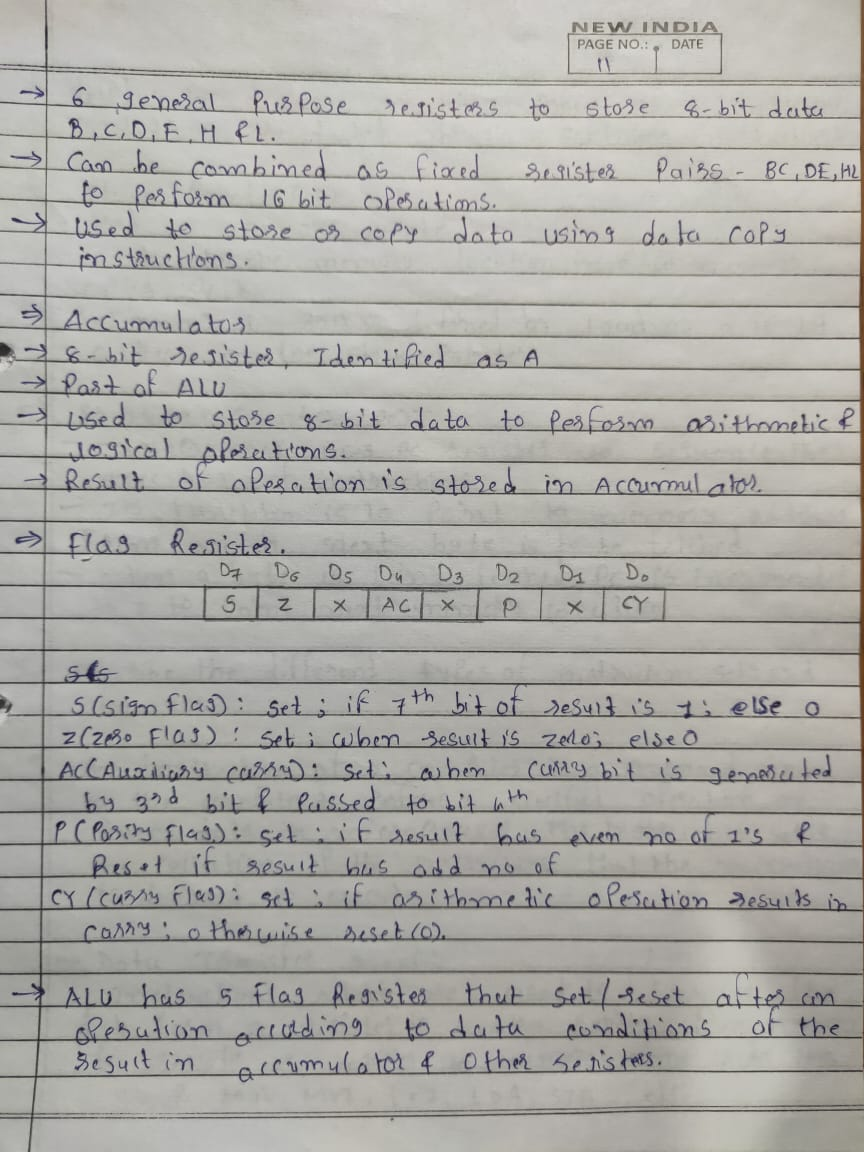 NEW INDIA
PAGE NO.: DATE
11
→ 6 general Purpose registers to store 8-bit data
B, C, D, E, H & L.
→ Can be combined as fixed register Pairs - BC, DE, HL
to Perform 16 bit operations.
→ Used to store or copy data using data copy
instructions.
⇒ Accumulator
→ 8-bit register, Identified as A
→ Part of ALU
→ Used to store 8-bit data to Perform arithmetic &
logical operations.
→ Result of operation is stored in Accumulator.
⇒ Flag Register.
D7 D6 D5 D4 D3 D2 D1 D0
S Z X AC X P X CY
S(sign flag): set ; if 7th bit of result is 1; else 0
Z(zero Flag): set ; when result is zero; else 0
AC(Auxiliary carry): set ; when carry bit is generated
by 3rd bit & Passed to bit 4th
P(Parity flag): set ; if result has even no of 1's &
Reset if result has odd no of
CY (carry flag): set ; if arithmetic operation results in
carry ; otherwise reset (0).
→ ALU has 5 Flag Register that set / reset after an
operation according to data conditions of the
result in accumulator & other registers.